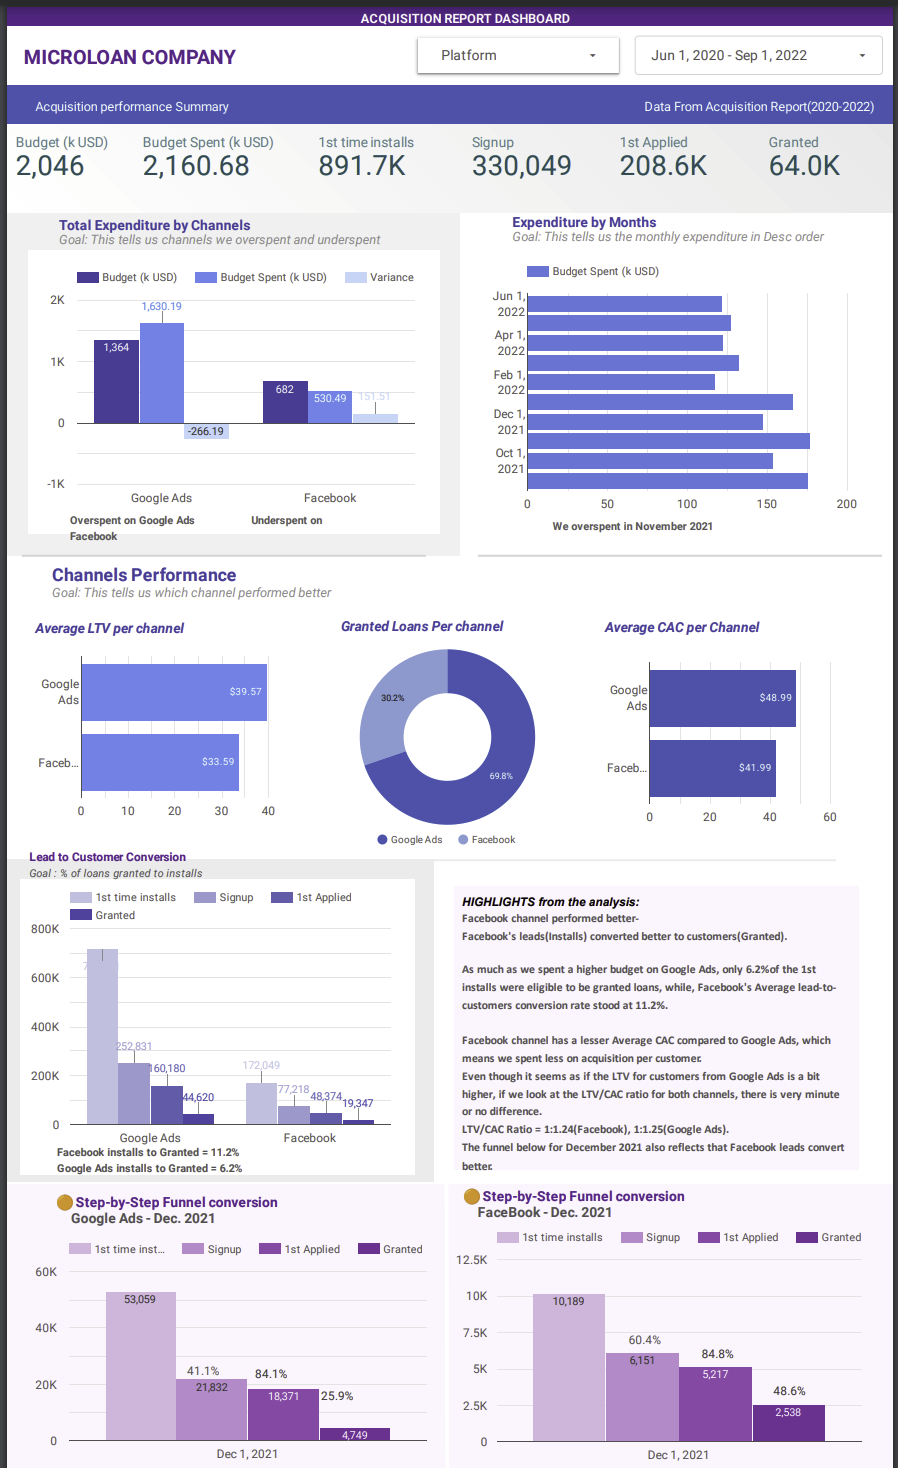 ACQUISITION REPORT DASHBOARD
MICROLOAN COMPANY
Platform
Jun 1, 2020 - Sep 1, 2022
Acquisition performance Summary
Data From Acquisition Report(2020-2022)
Budget (k USD)
2,046
Budget Spent (k USD)
2,160.68
1st time installs
891.7K
Signup
330,049
1st Applied
208.6K
Granted
64.0K
Total Expenditure by Channels
Goal: This tells us channels we overspent and underspent
Budget (k USD) Budget Spent (k USD) Variance
2K
1K
0
-1K
1,364
1,630.19
-266.19
682
530.49
151.51
Google Ads Facebook
Overspent on Google Ads Underspent on
Facebook
Expenditure by Months
Goal: This tells us the monthly expenditure in Desc order
Budget Spent (k USD)
Jun 1,
2022
Apr 1,
2022
Feb 1,
2022
Dec 1,
2021
Oct 1,
2021
0 50 100 150 200
We overspent in November 2021
Channels Performance
Goal: This tells us which channel performed better
Average LTV per channel
Google
Ads
$39.57
Faceb...
$33.59
0 10 20 30 40
Granted Loans Per channel
30.2%
69.8%
Google Ads Facebook
Average CAC per Channel
Google
Ads
$48.99
Faceb...
$41.99
0 20 40 60
Lead to Customer Conversion
Goal : % of loans granted to installs
1st time installs Signup 1st Applied
Granted
800K
600K
400K
200K
0
252,831
160,180
44,620
172,049
77,218
48,374
19,347
Google Ads Facebook
Facebook installs to Granted = 11.2%
Google Ads installs to Granted = 6.2%
HIGHLIGHTS from the analysis:
Facebook channel performed better-
Facebook's leads(Installs) converted better to customers(Granted).
As much as we spent a higher budget on Google Ads, only 6.2%of the 1st
installs were eligible to be granted loans, while, Facebook's Average lead-to-
customers conversion rate stood at 11.2%.
Facebook channel has a lesser Average CAC compared to Google Ads, which
means we spent less on acquisition per customer.
Even though it seems as if the LTV for customers from Google Ads is a bit
higher, if we look at the LTV/CAC ratio for both channels, there is very minute
or no difference.
LTV/CAC Ratio = 1:1.24(Facebook), 1:1.25(Google Ads).
The funnel below for December 2021 also reflects that Facebook leads convert
better.
Step-by-Step Funnel conversion
Google Ads - Dec. 2021
1st time inst... Signup 1st Applied Granted
60K
40K
20K
0
53,059
41.1%
21,832
84.1%
18,371
25.9%
4,749
Dec 1, 2021
Step-by-Step Funnel conversion
FaceBook - Dec. 2021
1st time installs Signup 1st Applied Granted
12.5K
10K
7.5K
5K
2.5K
0
10,189
60.4%
6,151
84.8%
5,217
48.6%
2,538
Dec 1, 2021